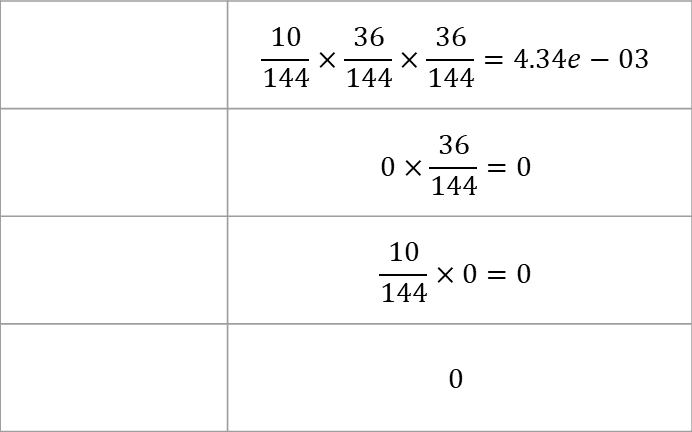 10/144 × 36/144 × 36/144 = 4.34e − 03
0 × 36/144 = 0
10/144 × 0 = 0
0